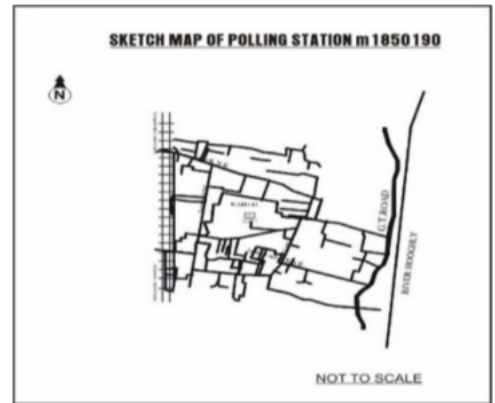 SKETCH MAP OF POLLING STATION m 1850190
N
G.T. ROAD
RIVER HOOGHLY
NOT TO SCALE